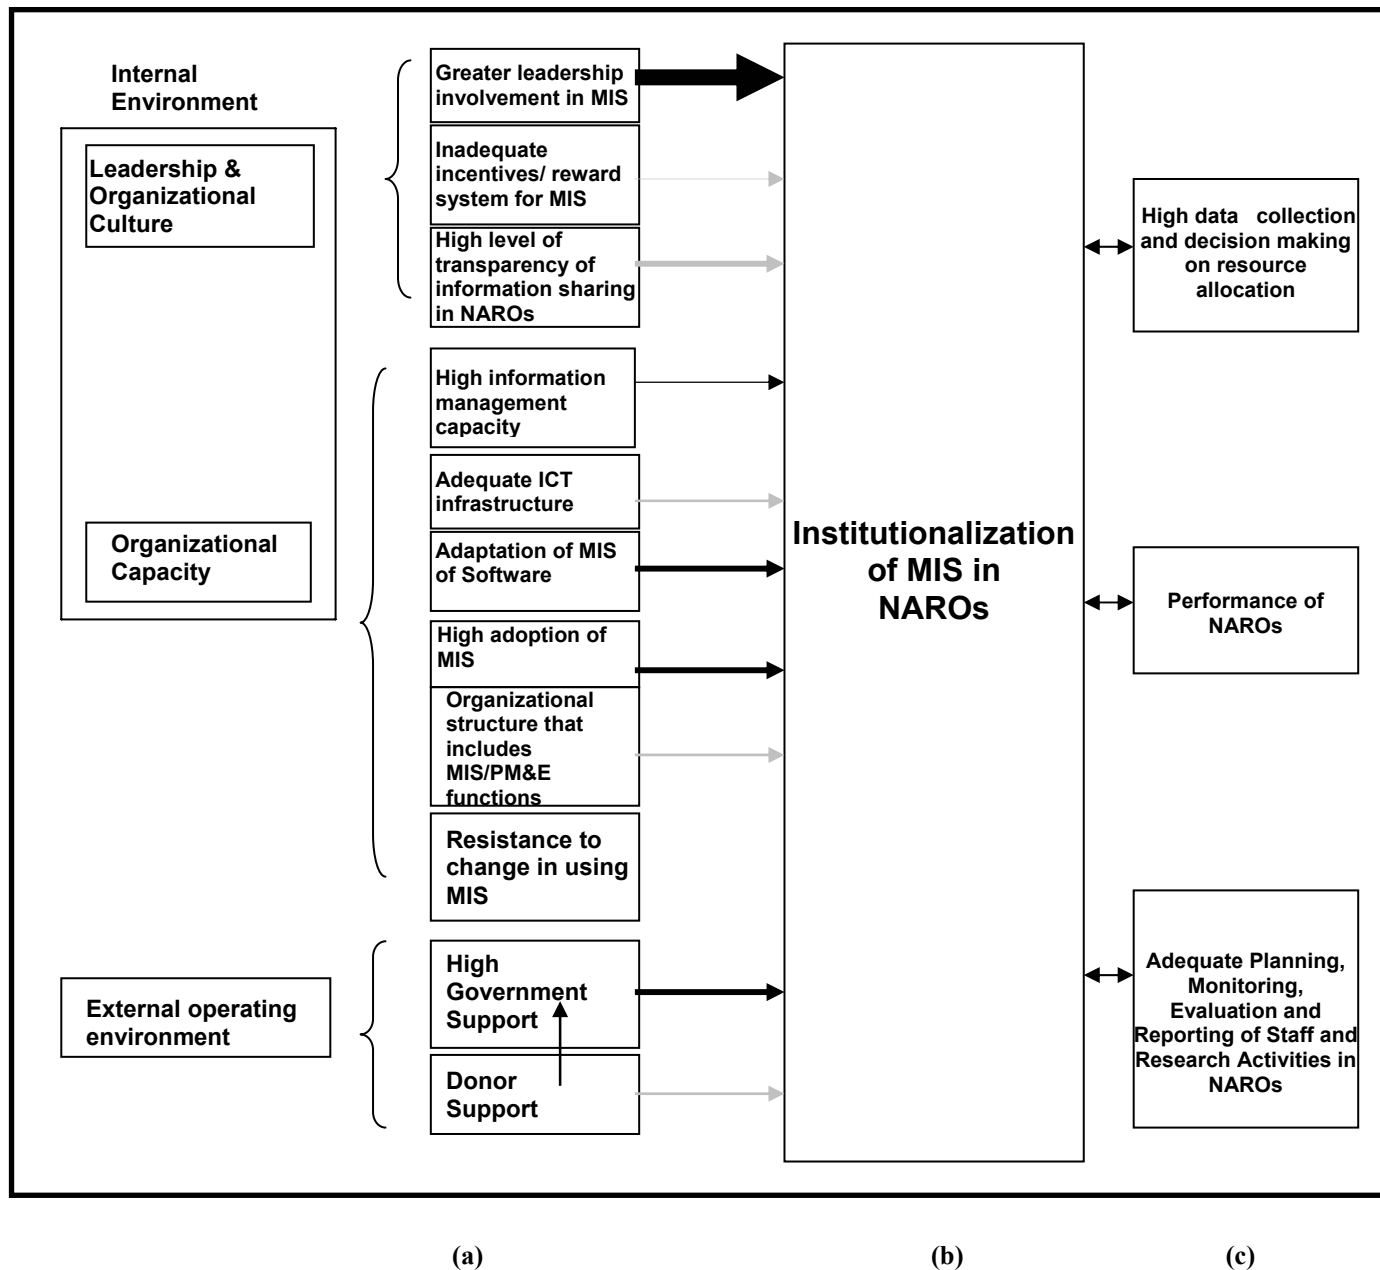 Internal
Environment
Leadership &
Organizational
Culture
Organizational
Capacity
External operating
environment
Greater leadership
involvement in MIS
Inadequate
incentives/ reward
system for MIS
High level of
transparency of
information sharing
in NAROs
High information
management
capacity
Adequate ICT
infrastructure
Adaptation of MIS
of Software
High adoption of
MIS
Organizational
structure that
includes
MIS/PM&E
functions
Resistance to
change in using
MIS
High
Government
Support
Donor
Support
Institutionalization
of MIS in
NAROs
High data collection
and decision making
on resource
allocation
Performance of
NAROs
Adequate Planning,
Monitoring,
Evaluation and
Reporting of Staff and
Research Activities in
NAROs
(a)
(b)
(c)